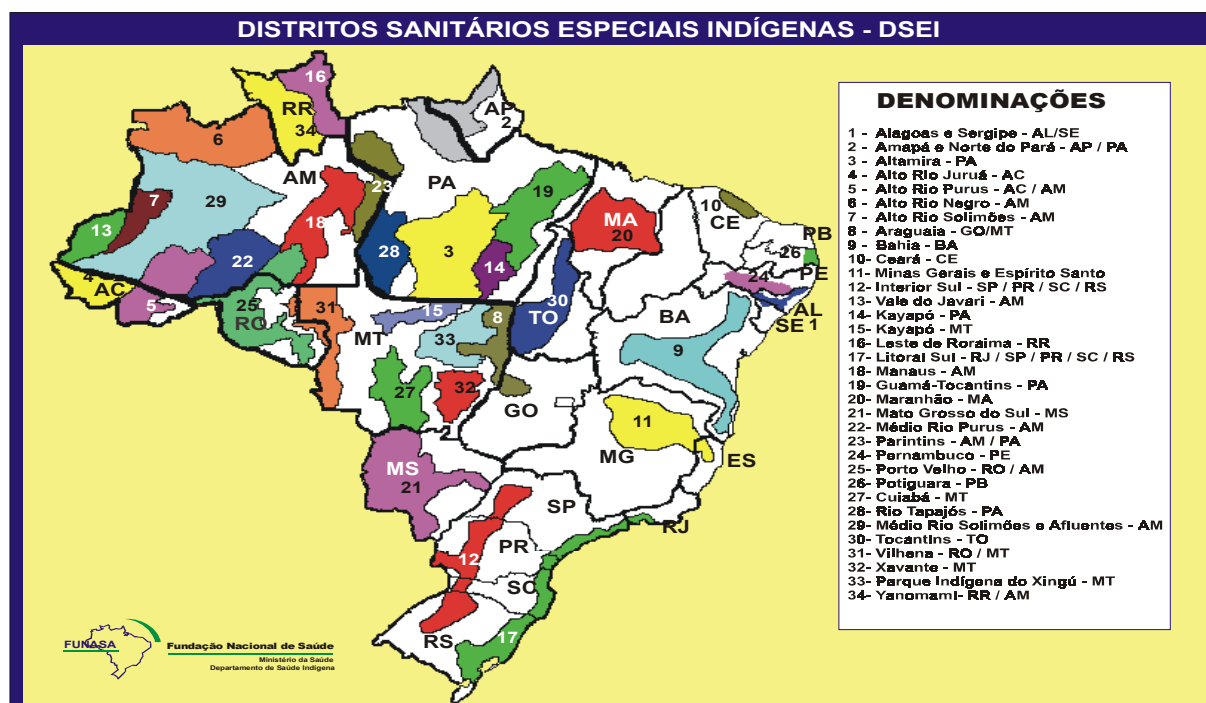 DISTRITOS SANITÁRIOS ESPECIAIS INDÍGENAS - DSEI
16
RR
34
6
AP
2
AM
PA
23
19
7
29
18
13
28
3
22
14
4
AC
5
25
RO
31
MT
15
33
8
30
TO
MA
20
10
CE
PB
26
PE
24
AL
SE 1
BA
9
27
32
GO
11
MG
ES
MS
21
SP
RJ
PR
12
SC
RS
17
DENOMINAÇÕES
1 - Alagoas e Sergipe - AL/SE
2 - Amapá e Norte do Pará - AP / PA
3 - Altamira - PA
4 - Alto Rio Juruá - AC
5 - Alto Rio Purus - AC / AM
6 - Alto Rio Negro - AM
7 - Alto Rio Solimões - AM
8 - Araguaia - GO/MT
9 - Bahia - BA
10- Ceará - CE
11- Minas Gerais e Espírito Santo
12- Interior Sul - SP / PR / SC / RS
13- Vale do Javari - AM
14- Kayapó - PA
15- Kayapó - MT
16- Leste de Roraima - RR
17- Litoral Sul - RJ / SP / PR / SC / RS
18- Manaus - AM
19- Guamá-Tocantins - PA
20- Maranhão - MA
21- Mato Grosso do Sul - MS
22- Médio Rio Purus - AM
23- Parintins - AM / PA
24- Pernambuco - PE
25- Porto Velho - RO / AM
26- Potiguara - PB
27- Cuiabá - MT
28- Rio Tapajós - PA
29- Médio Rio Solimões e Afluentes - AM
30- Tocantins - TO
31- Vilhena - RO / MT
32- Xavante - MT
33- Parque Indígena do Xingú - MT
34- Yanomami- RR / AM
FUNASA
Fundação Nacional de Saúde
Ministério da Saúde
Departamento de Saúde Indígena